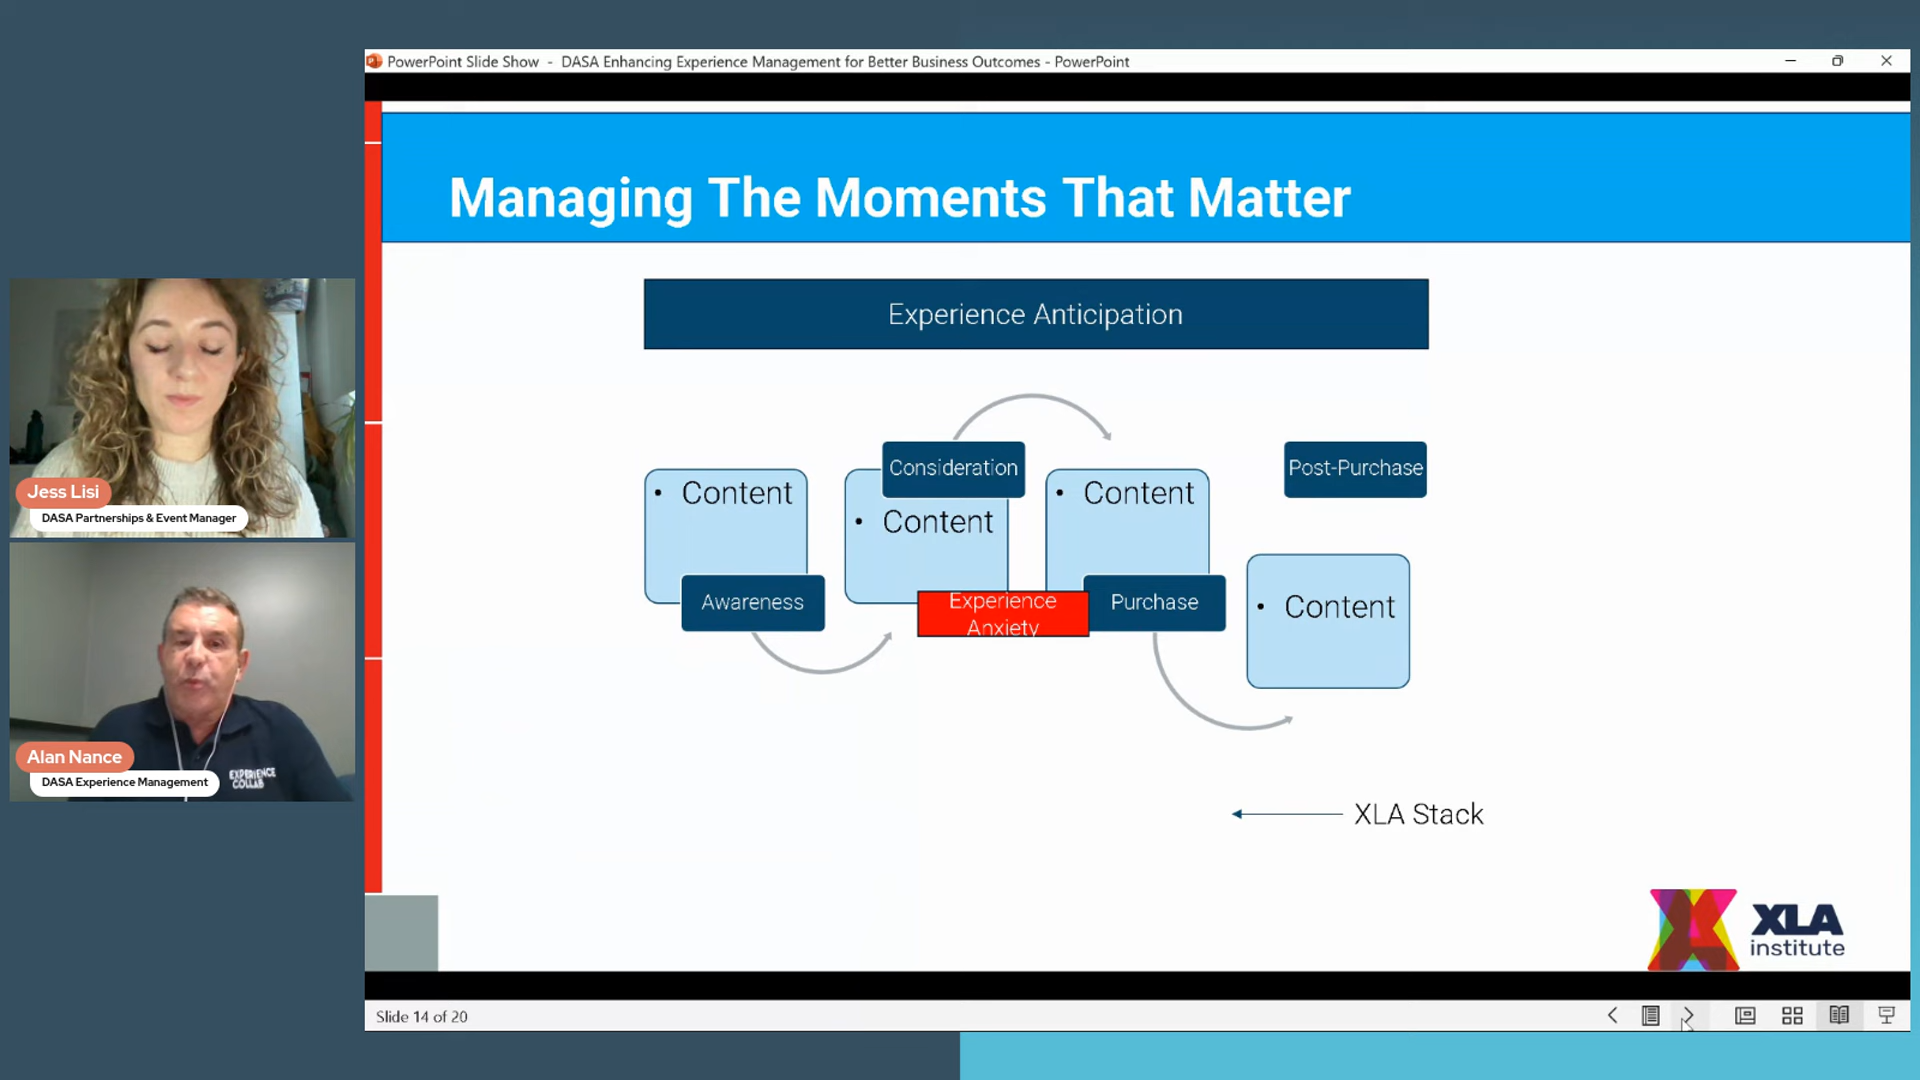 PowerPoint Slide Show - DASA Enhancing Experience Management for Better Business Outcomes - PowerPoint
Managing The Moments That Matter
Experience Anticipation
Consideration
Post-Purchase
• Content
• Content
• Content
• Content
Awareness
Experience
Anxiety
Purchase
XLA Stack
XLA
institute
Slide 14 of 20
Jess Lisi
DASA Partnerships & Event Manager
EXPERIENCE
COLLAB
Alan Nance
DASA Experience Management